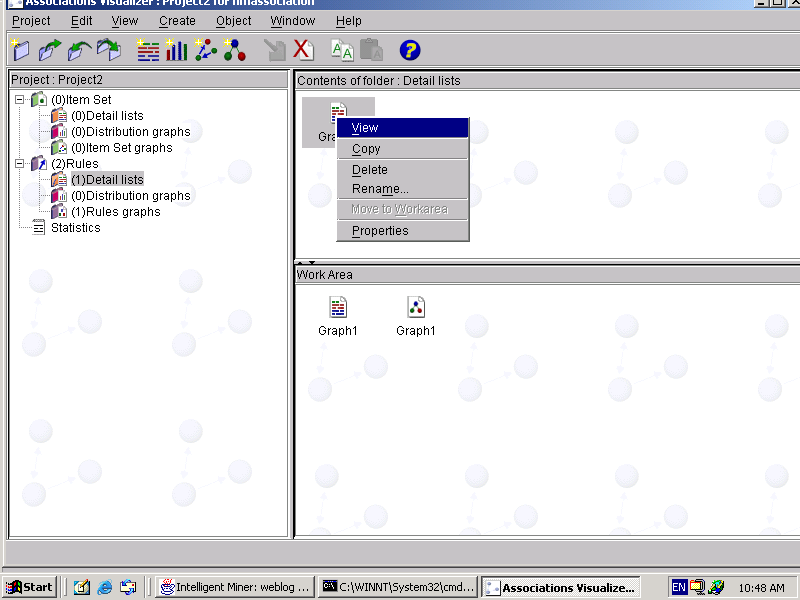 Associations Visualizer : Project2 for nmassociation
Project Edit View Create Object Window Help
Project : Project2
(0)Item Set
(0)Detail lists
(0)Distribution graphs
(0)Item Set graphs
(2)Rules
(1)Detail lists
(0)Distribution graphs
(1)Rules graphs
Statistics
Contents of folder : Detail lists
Gra
View
Copy
Delete
Rename...
Move to Workarea
Properties
Work Area
Graph1 Graph1
Start Intelligent Miner: weblog ... C:\WINNT\System32\cmd... Associations Visualize... EN 10:48 AM